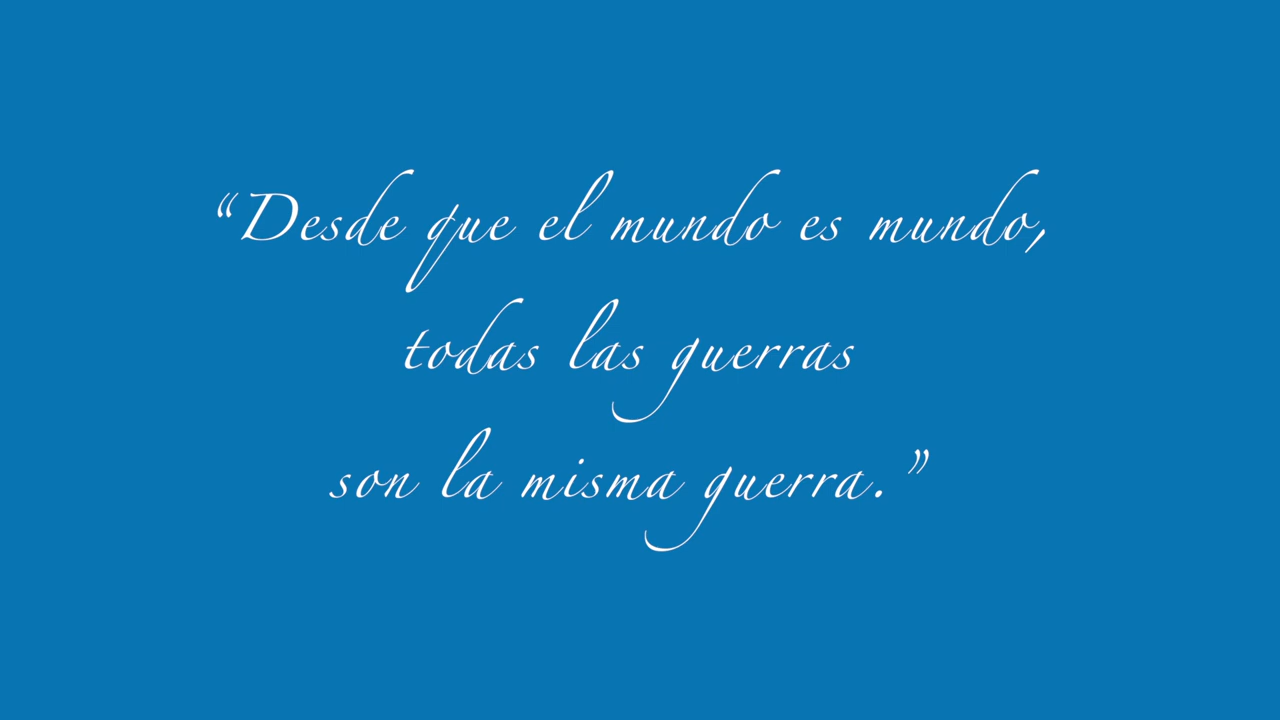 “Desde que el mundo es mundo,
todas las guerras
son la misma guerra.”